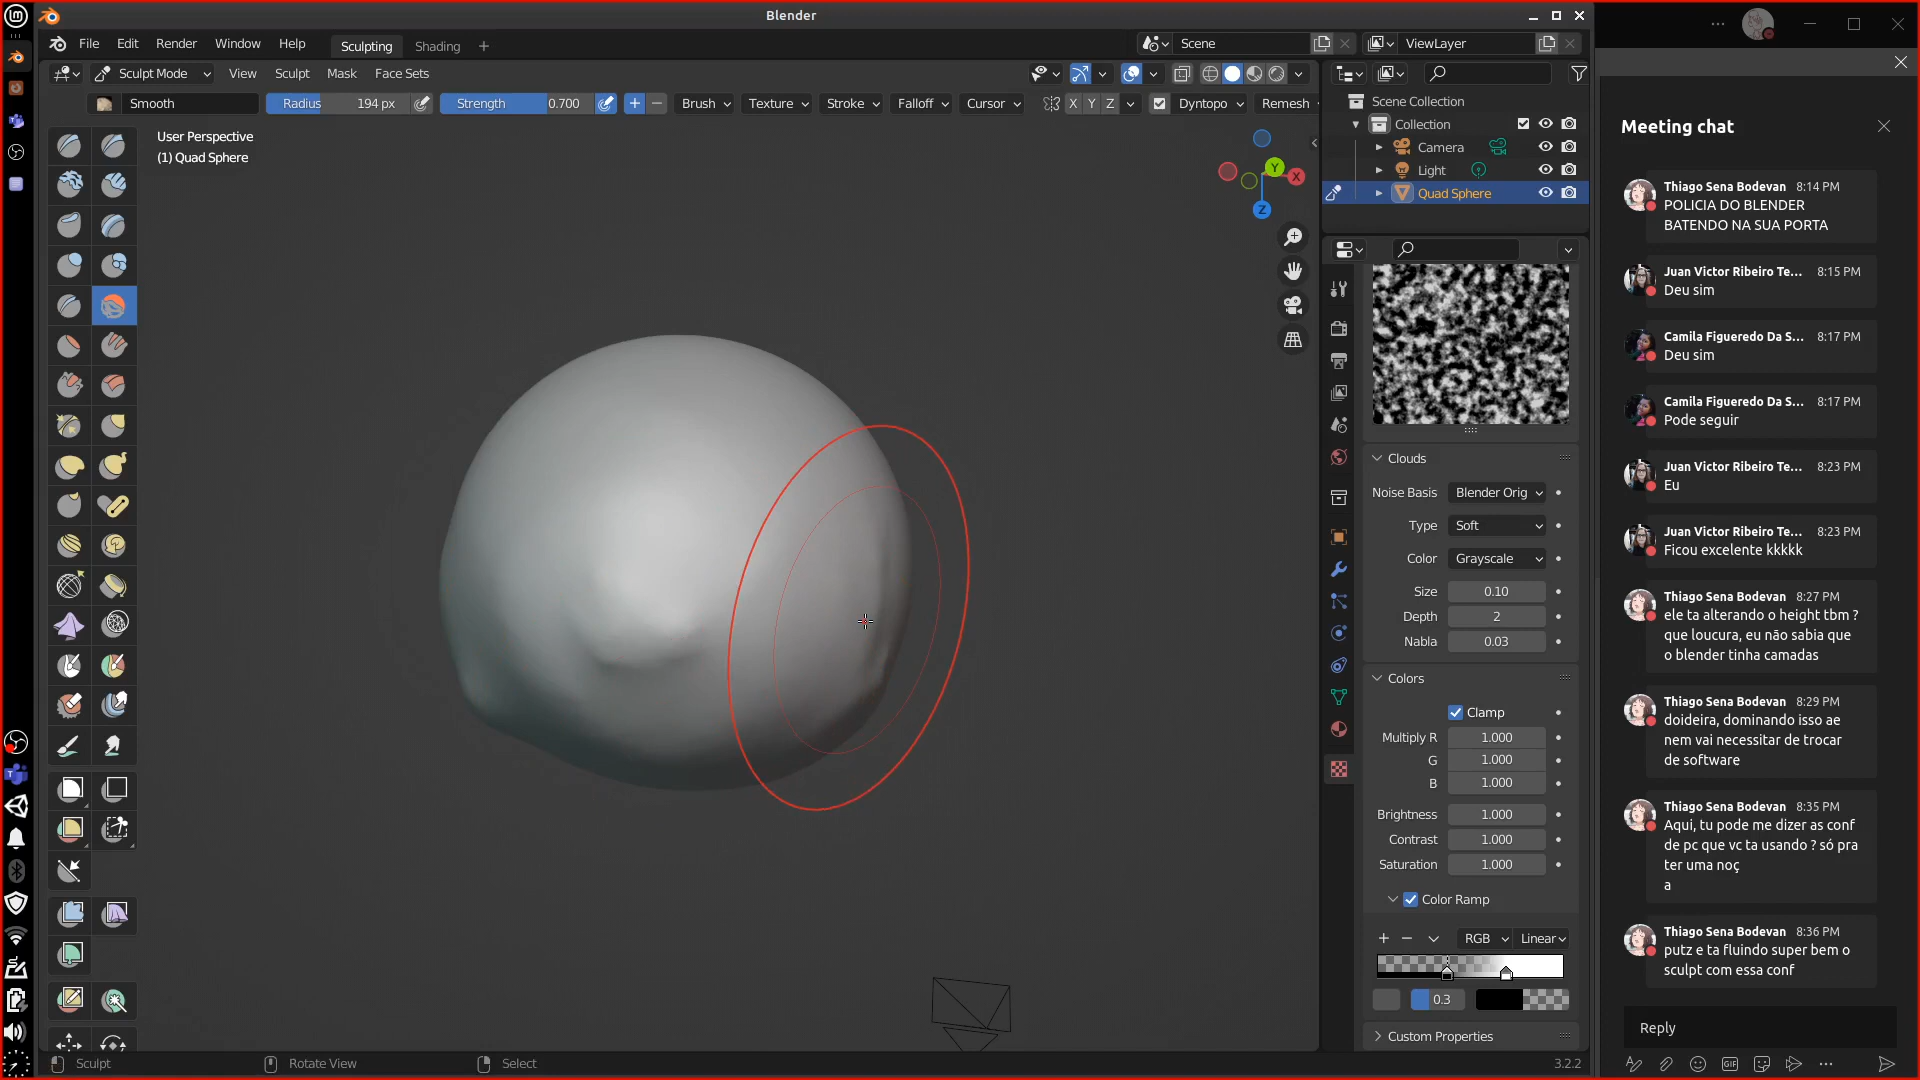 Blender
File Edit Render Window Help Sculpting Shading Scene ViewLayer
Sculpt Mode View Sculpt Mask Face Sets
Smooth Radius 194 px Strength 0.700 Brush Texture Stroke Falloff Cursor X Y Z Dyntopo Remesh
User Perspective
(1) Quad Sphere
Y
X
Z
Scene Collection
Collection
Camera
Light
Quad Sphere
Clouds
Noise Basis Blender Orig
Type Soft
Color Grayscale
Size 0.10
Depth 2
Nabla 0.03
Colors
Clamp
Multiply R 1.000
G 1.000
B 1.000
Brightness 1.000
Contrast 1.000
Saturation 1.000
Color Ramp
RGB Linear
0.3
Custom Properties
Sculpt Rotate View Select 3.2.2
Meeting chat
Thiago Sena Bodevan 8:14 PM
POLICIA DO BLENDER
BATENDO NA SUA PORTA
Juan Victor Ribeiro Te... 8:15 PM
Deu sim
Camila Figueredo Da S... 8:17 PM
Deu sim
Camila Figueredo Da S... 8:17 PM
Pode seguir
Juan Victor Ribeiro Te... 8:23 PM
Eu
Juan Victor Ribeiro Te... 8:23 PM
Ficou excelente kkkkk
Thiago Sena Bodevan 8:27 PM
ele ta alterando o height tbm ?
que loucura, eu não sabia que
o blender tinha camadas
Thiago Sena Bodevan 8:29 PM
doideira, dominando isso ae
nem vai necessitar de trocar
de software
Thiago Sena Bodevan 8:35 PM
Aqui, tu pode me dizer as conf
de pc que vc ta usando ? só pra
ter uma noç
a
Thiago Sena Bodevan 8:36 PM
putz e ta fluindo super bem o
sculpt com essa conf
Reply
GIF